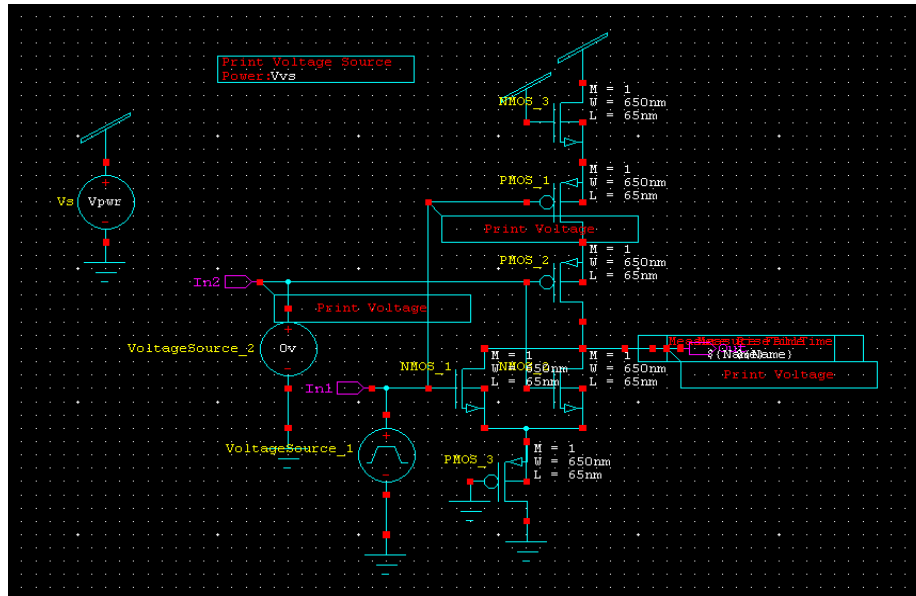 Print Voltage Source
Power:Vvs
NMOS_3
M = 1
W = 650nm
L = 65nm
PMOS_1
M = 1
W = 650nm
L = 65nm
Vs
+
Vpwr
-
Print Voltage
PMOS_2
M = 1
W = 650nm
L = 65nm
In2
Print Voltage
+
0v
-
VoltageSource_2
NMOS_1
M = 1
L = 65nm
M = 1
W = 650nm
L = 65nm
Print Voltage
In1
VoltageSource_1
+
-
PMOS_3
M = 1
W = 650nm
L = 65nm